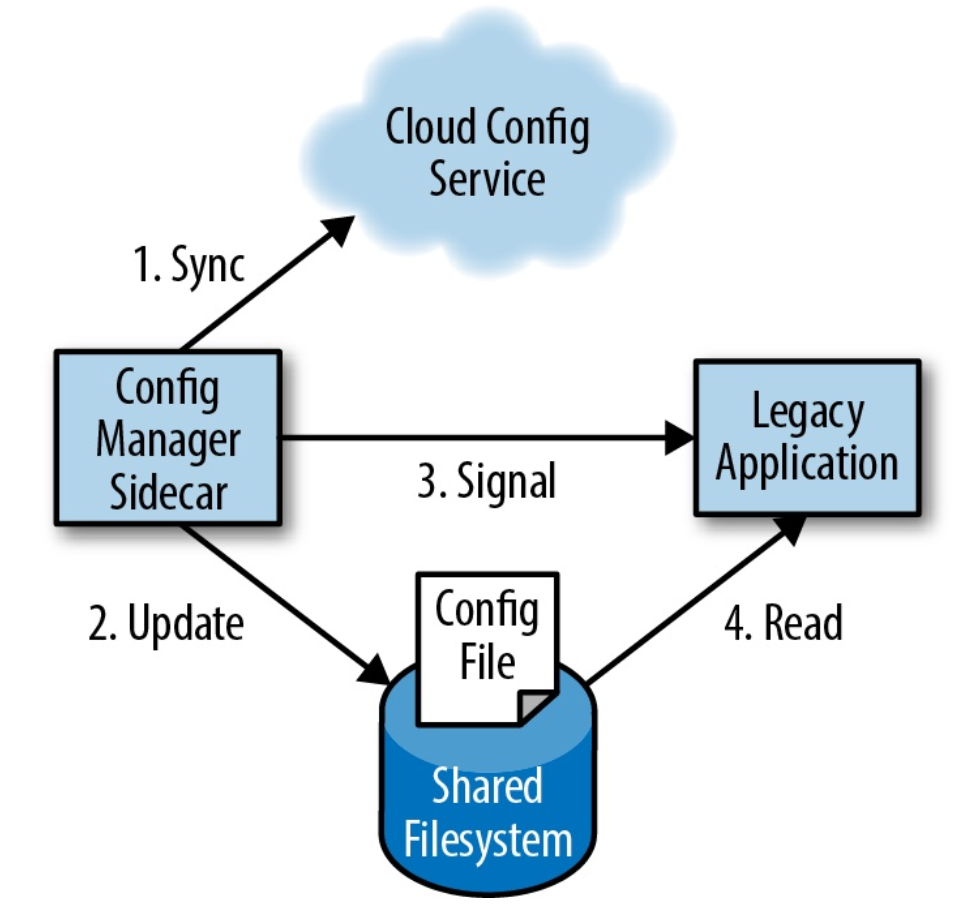 Cloud Config
Service
1. Sync
Config
Manager
Sidecar
Legacy
Application
3. Signal
2. Update
Config
File
4. Read
Shared
Filesystem